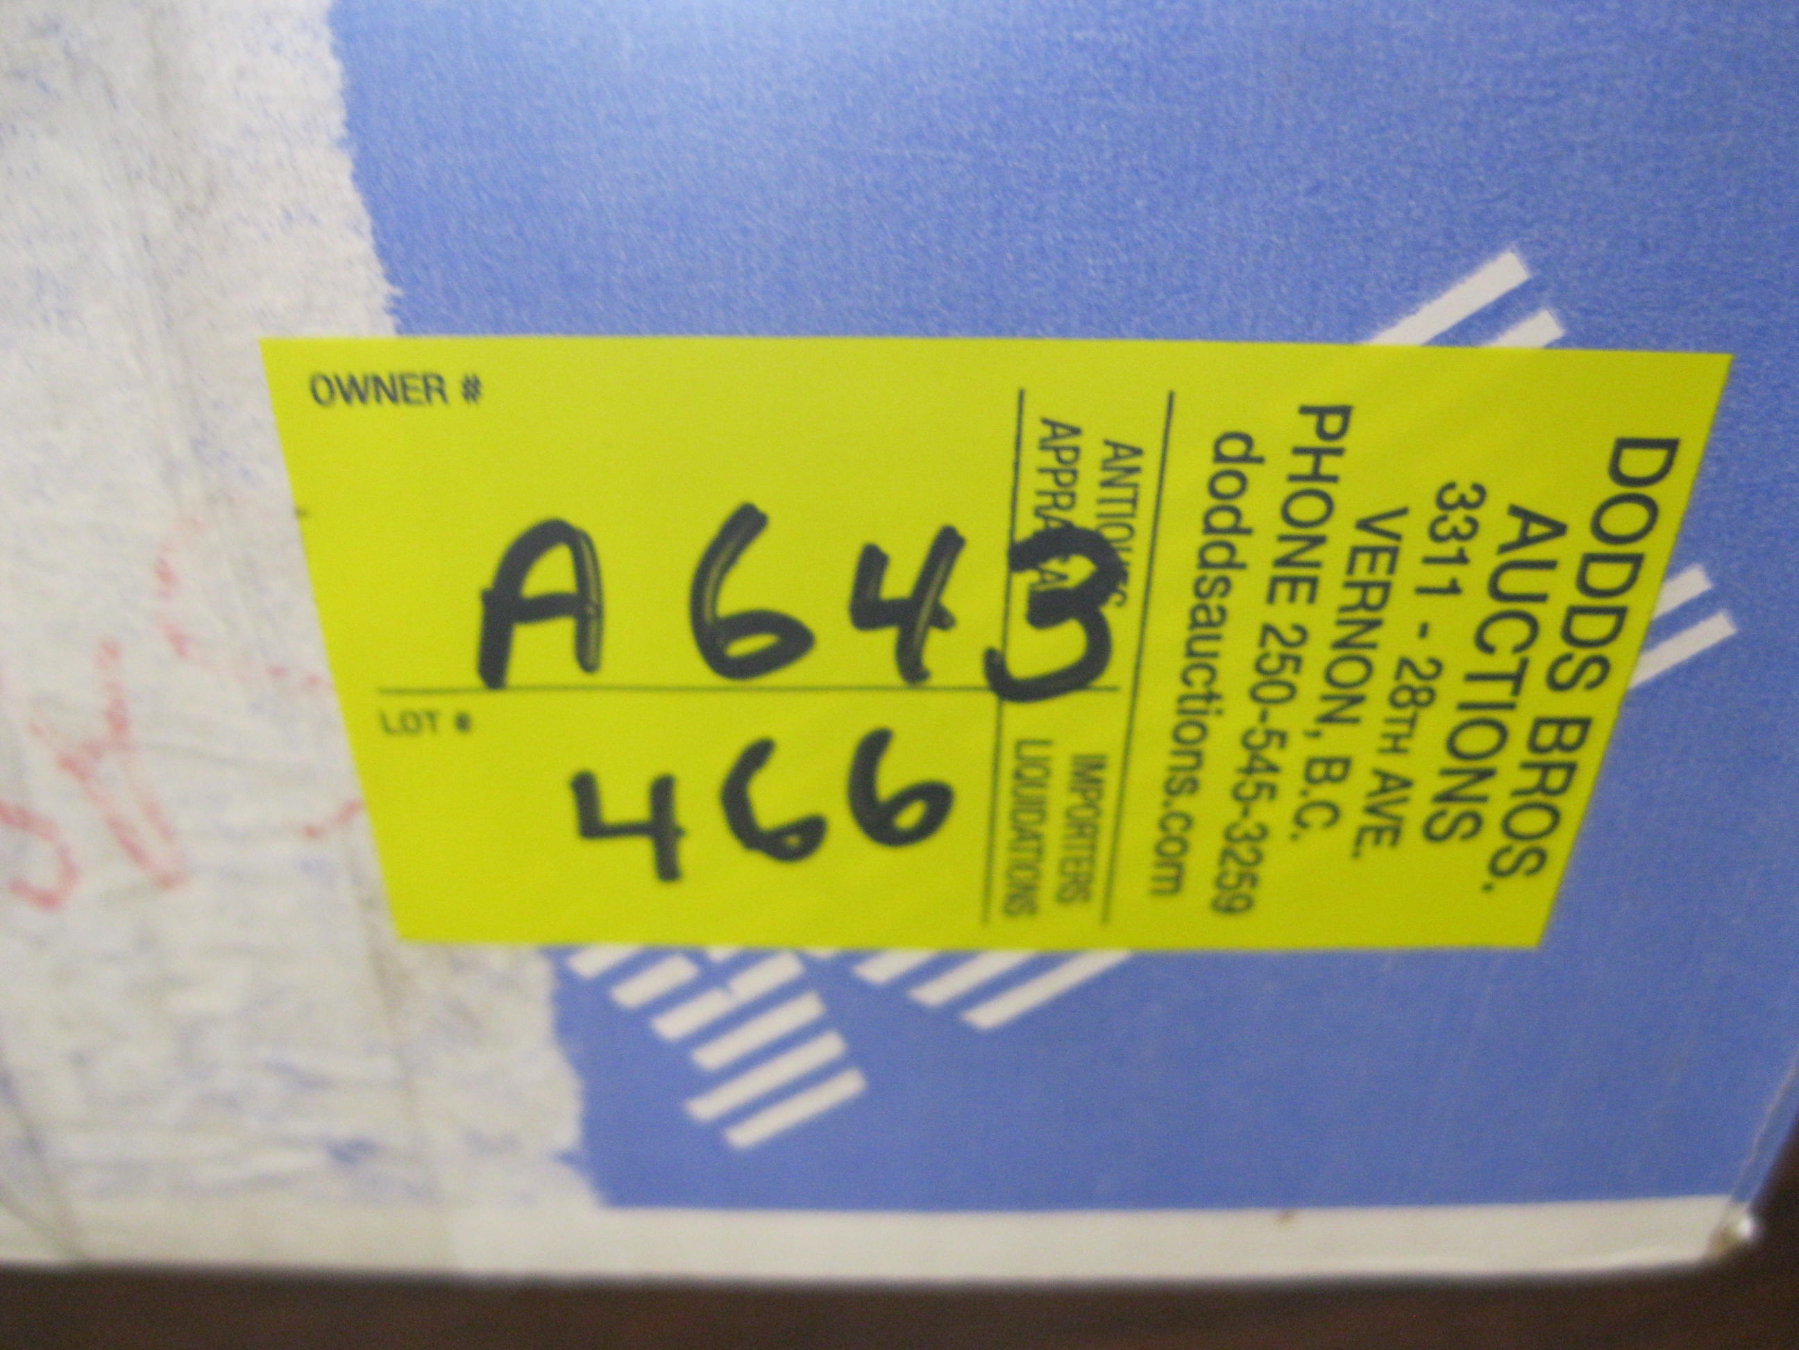 DODDS BROS.
AUCTIONS
3311 - 28TH AVE.
VERNON, B.C.
PHONE 250-545-3259
doddsauctions.com
ANTIQUES IMPORTERS
APPRAISAL LIQUIDATIONS
OWNER #
A643
LOT #
466